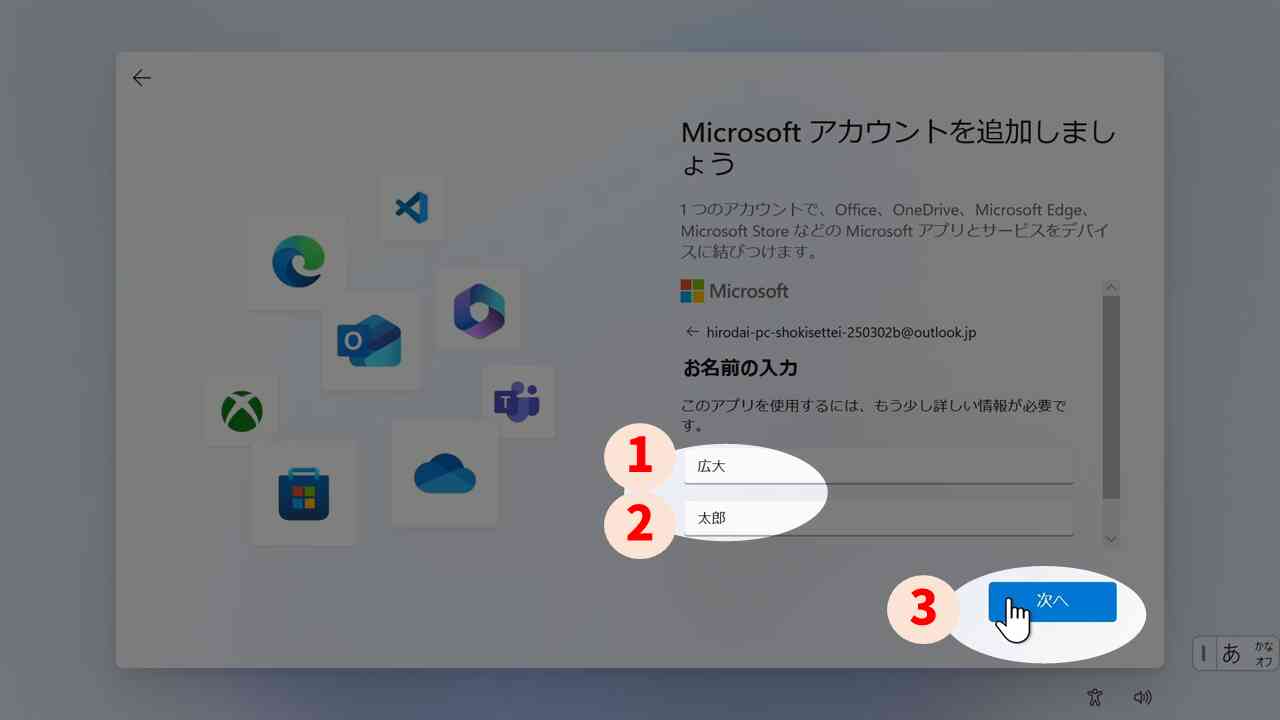 Microsoft アカウントを追加しまし
ょう
1 つのアカウントで、Office、OneDrive、Microsoft Edge、
Microsoft Store などの Microsoft アプリとサービスをデバイ
スに結びつけます。
Microsoft
← hirodai-pc-shokisettei-250302b@outlook.jp
お名前の入力
このアプリを使用するには、もう少し詳しい情報が必要で
す。
1
広大
2
太郎
3
次へ
あ
かな
オフ
O
T